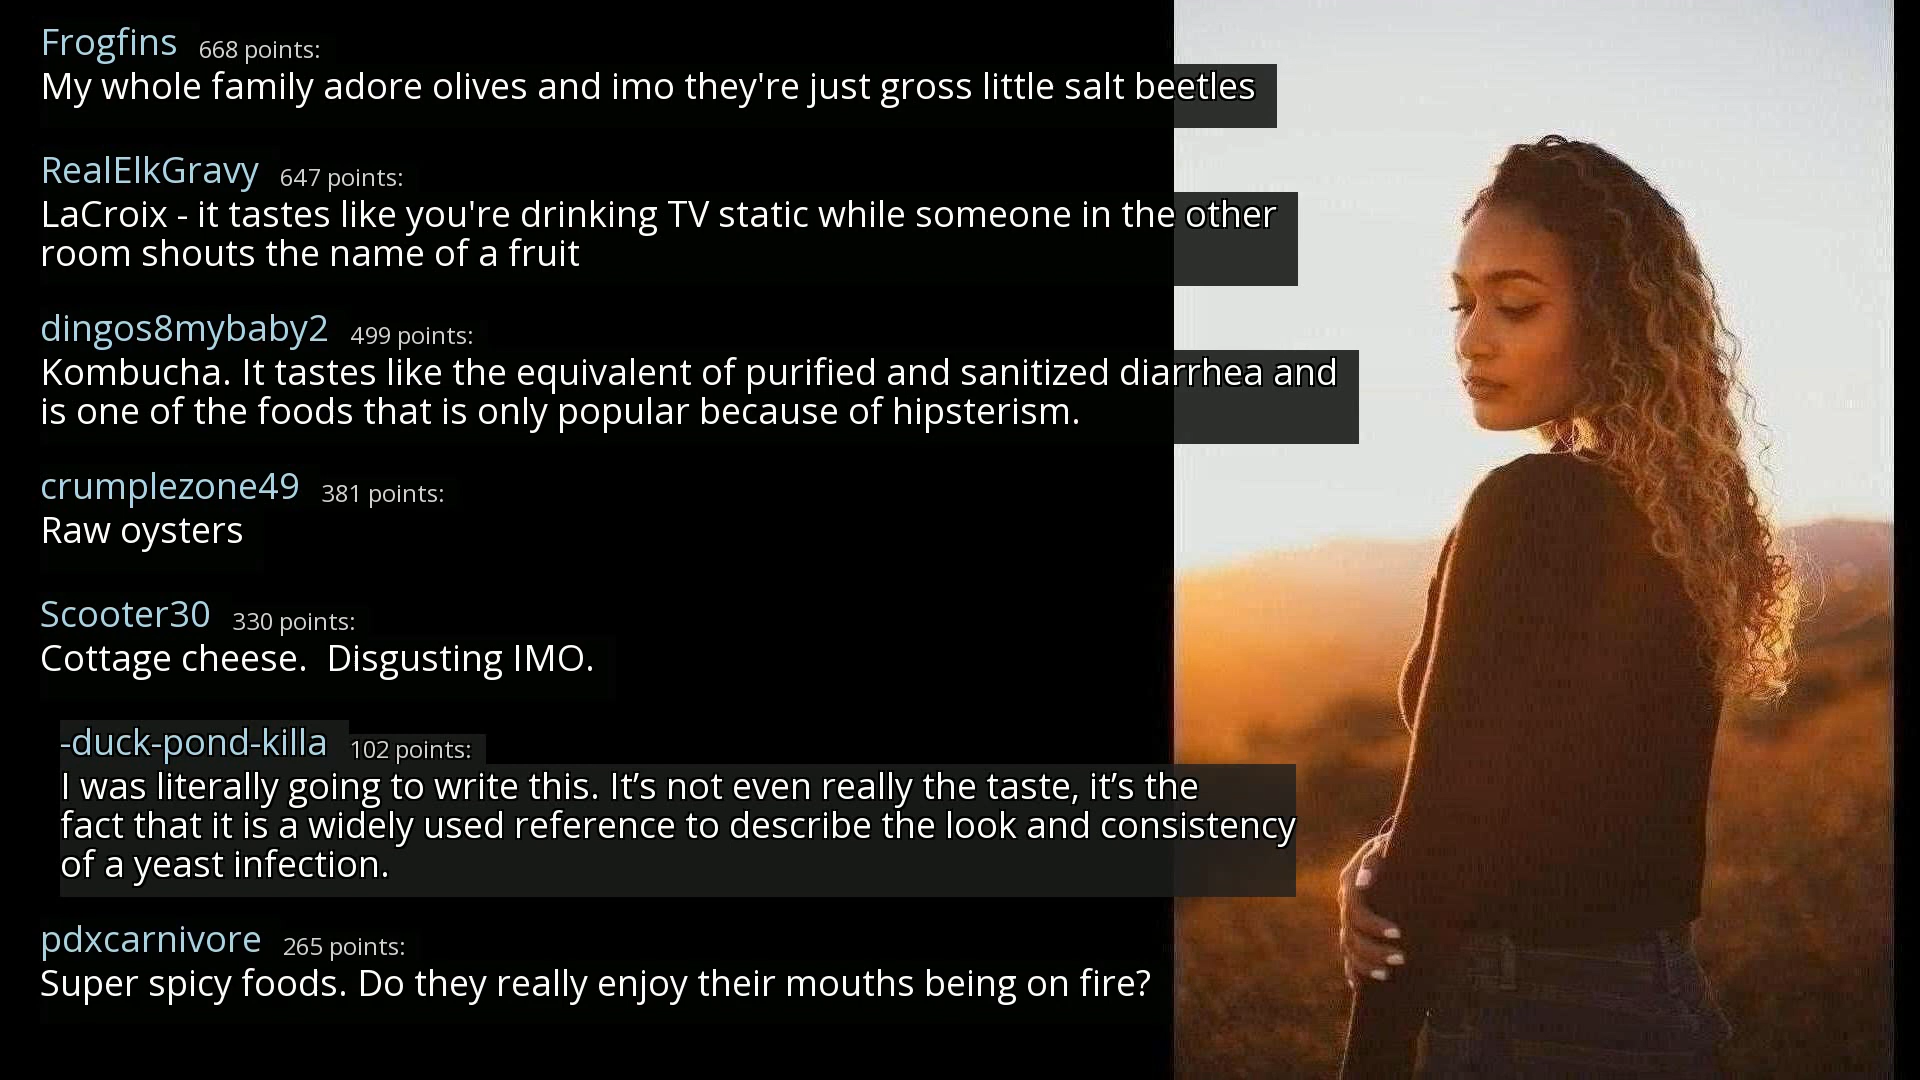 Frogfins 668 points:
My whole family adore olives and imo they're just gross little salt beetles
RealElkGravy 647 points:
LaCroix - it tastes like you're drinking TV static while someone in the other
room shouts the name of a fruit
dingos8mybaby2 499 points:
Kombucha. It tastes like the equivalent of purified and sanitized diarrhea and
is one of the foods that is only popular because of hipsterism.
crumplezone49 381 points:
Raw oysters
Scooter30 330 points:
Cottage cheese.  Disgusting IMO.
-duck-pond-killa 102 points:
I was literally going to write this. It’s not even really the taste, it’s the
fact that it is a widely used reference to describe the look and consistency
of a yeast infection.
pdxcarnivore 265 points:
Super spicy foods. Do they really enjoy their mouths being on fire?